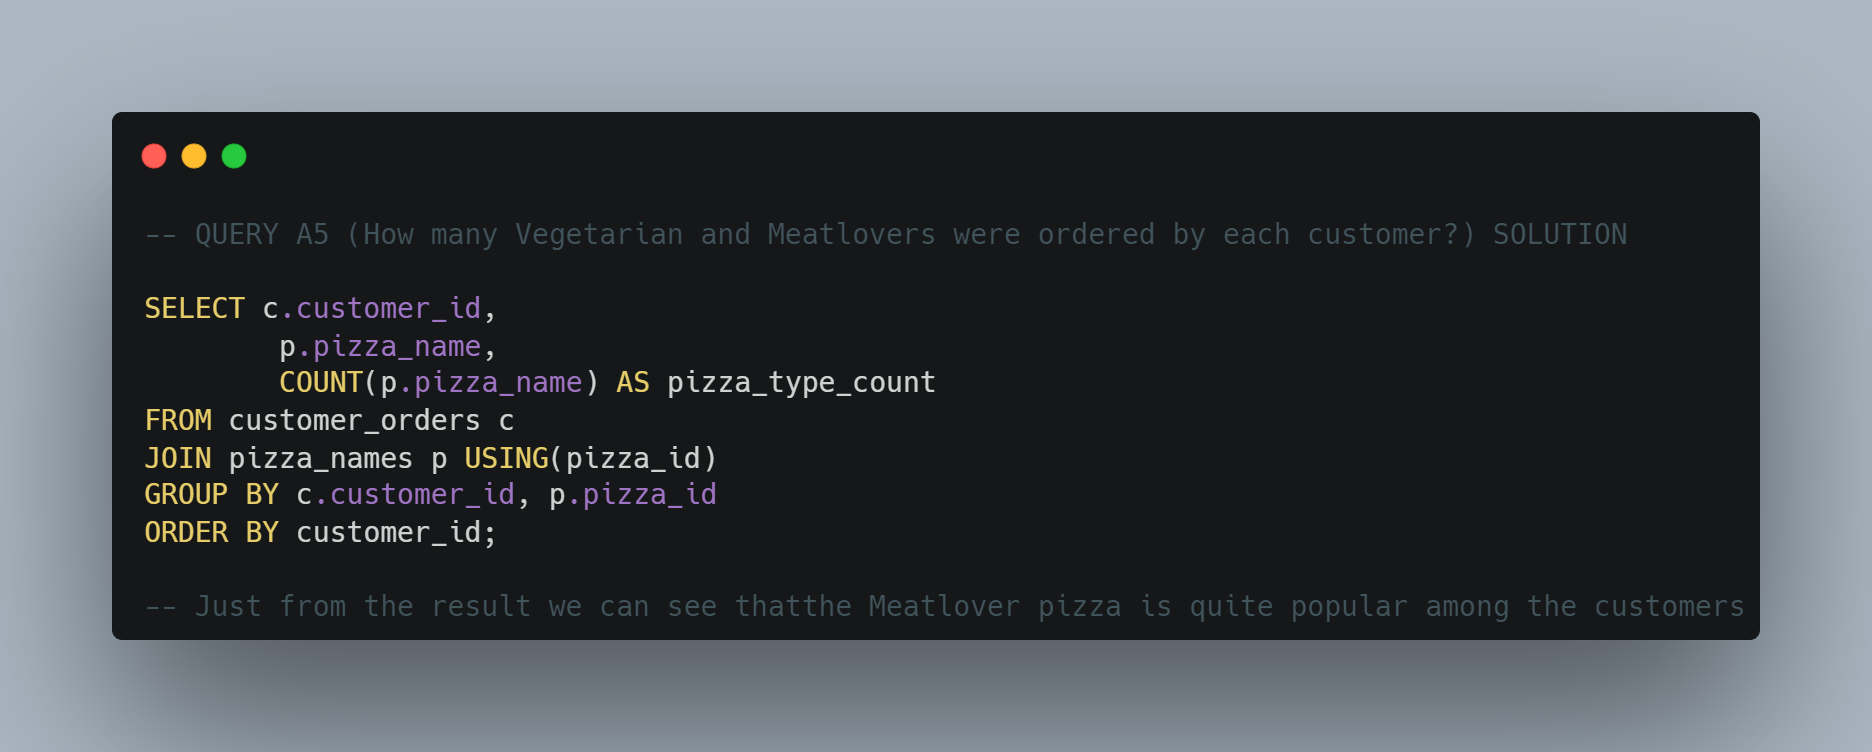 -- QUERY A5 (How many Vegetarian and Meatlovers were ordered by each customer?) SOLUTION
SELECT c.customer_id,
p.pizza_name,
COUNT(p.pizza_name) AS pizza_type_count
FROM customer_orders c
JOIN pizza_names p USING(pizza_id)
GROUP BY c.customer_id, p.pizza_id
ORDER BY customer_id;
-- Just from the result we can see thatthe Meatlover pizza is quite popular among the customers